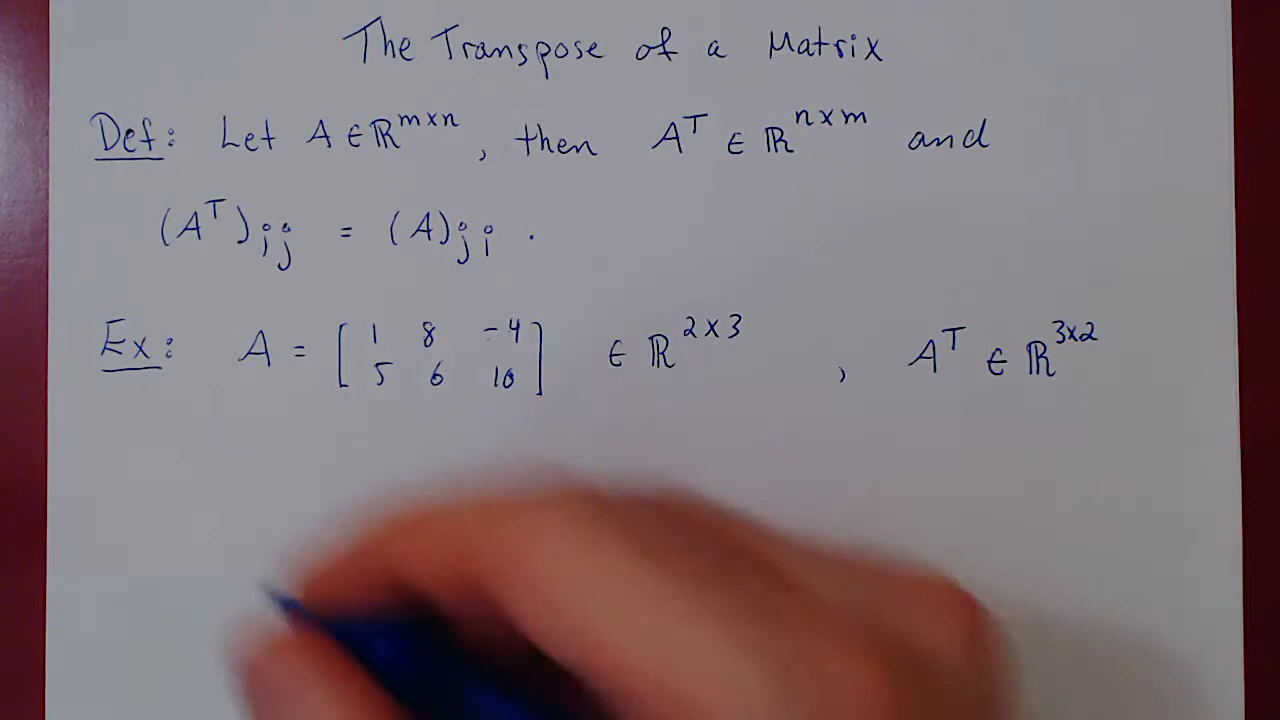 The Transpose of a Matrix
Def: Let A ∈ ℝ^{m×n}, then A^T ∈ ℝ^{n×m} and
(A^T)_{ij} = (A)_{ji}.
Ex: A = [1 8 -4; 5 6 10] ∈ ℝ^{2×3}, A^T ∈ ℝ^{3×2}